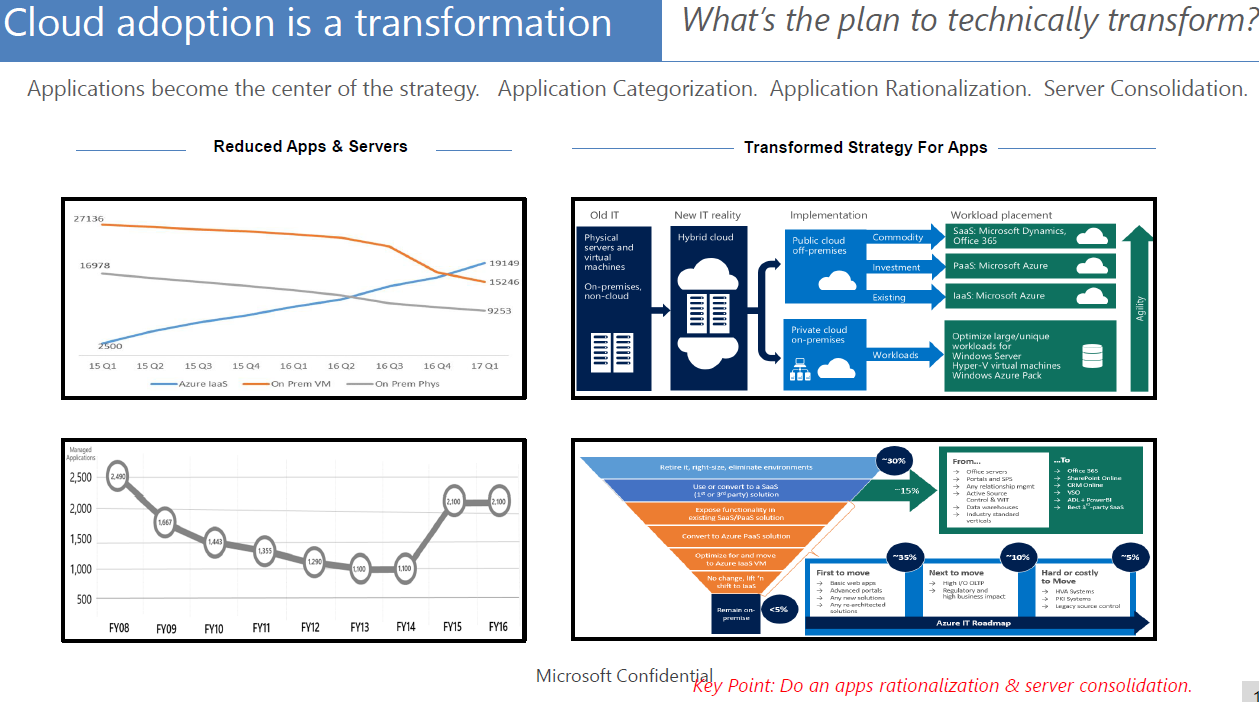 Cloud adoption is a transformation
What's the plan to technically transform?
Applications become the center of the strategy. Application Categorization. Application Rationalization. Server Consolidation.
Reduced Apps & Servers
27136
16978
2500
19149
15246
9253
15 Q1 15 Q2 15 Q3 15 Q4 16 Q1 16 Q2 16 Q3 16 Q4 17 Q1
Azure IaaS On Prem VM On Prem Phys
Managed
Applications
2,500
2,000
1,500
1,000
500
2,490
1,667
1,443
1,355
1,290
1,100
1,100
2,100
2,100
FY08 FY09 FY10 FY11 FY12 FY13 FY14 FY15 FY16
Transformed Strategy For Apps
Old IT
New IT reality
Implementation
Workload placement
Physical
servers and
virtual
machines
On-premises,
non-cloud
Hybrid cloud
Public cloud
off-premises
Commodity
Investment
Existing
SaaS: Microsoft Dynamics,
Office 365
PaaS: Microsoft Azure
IaaS: Microsoft Azure
Private cloud
on-premises
Workloads
Optimize large/unique
workloads for
Windows Server
Hyper-V virtual machines
Windows Azure Pack
Agility
Retire it, right-size, eliminate environments
~30%
Use or convert to a SaaS
(1st or 3rd party) solution
~15%
Expose functionality in
existing SaaS/PaaS solution
Convert to Azure PaaS solution
Optimize for and move
to Azure IaaS VM
No change, lift 'n
shift to IaaS
Remain on-
premise
<5%
From...
→ Office servers
→ Portals and SPS
→ Any relationship mgmt
→ Active Source
Control & WIT
→ Data warehouses
→ Industry standard
verticals
...To
→ Office 365
→ SharePoint Online
→ CRM Online
→ VSO
→ ADL + PowerBI
→ Best 3rd-party SaaS
~35%
First to move
→ Basic web apps
→ Advanced portals
→ Any new solutions
→ Any re-architected
solutions
~10%
Next to move
→ High I/O OLTP
→ Regulatory and
high business impact
~5%
Hard or costly
to Move
→ HVA Systems
→ PKI Systems
→ Legacy source control
Azure IT Roadmap
Microsoft Confidential
Key Point: Do an apps rationalization & server consolidation.
1